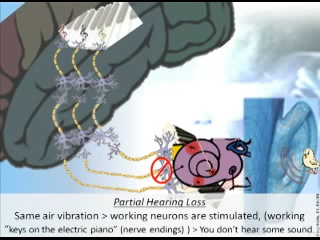 Partial Hearing Loss
Same air vibration > working neurons are stimulated, (working
"keys on the electric piano" (nerve endings) ) > You don't hear some sound.